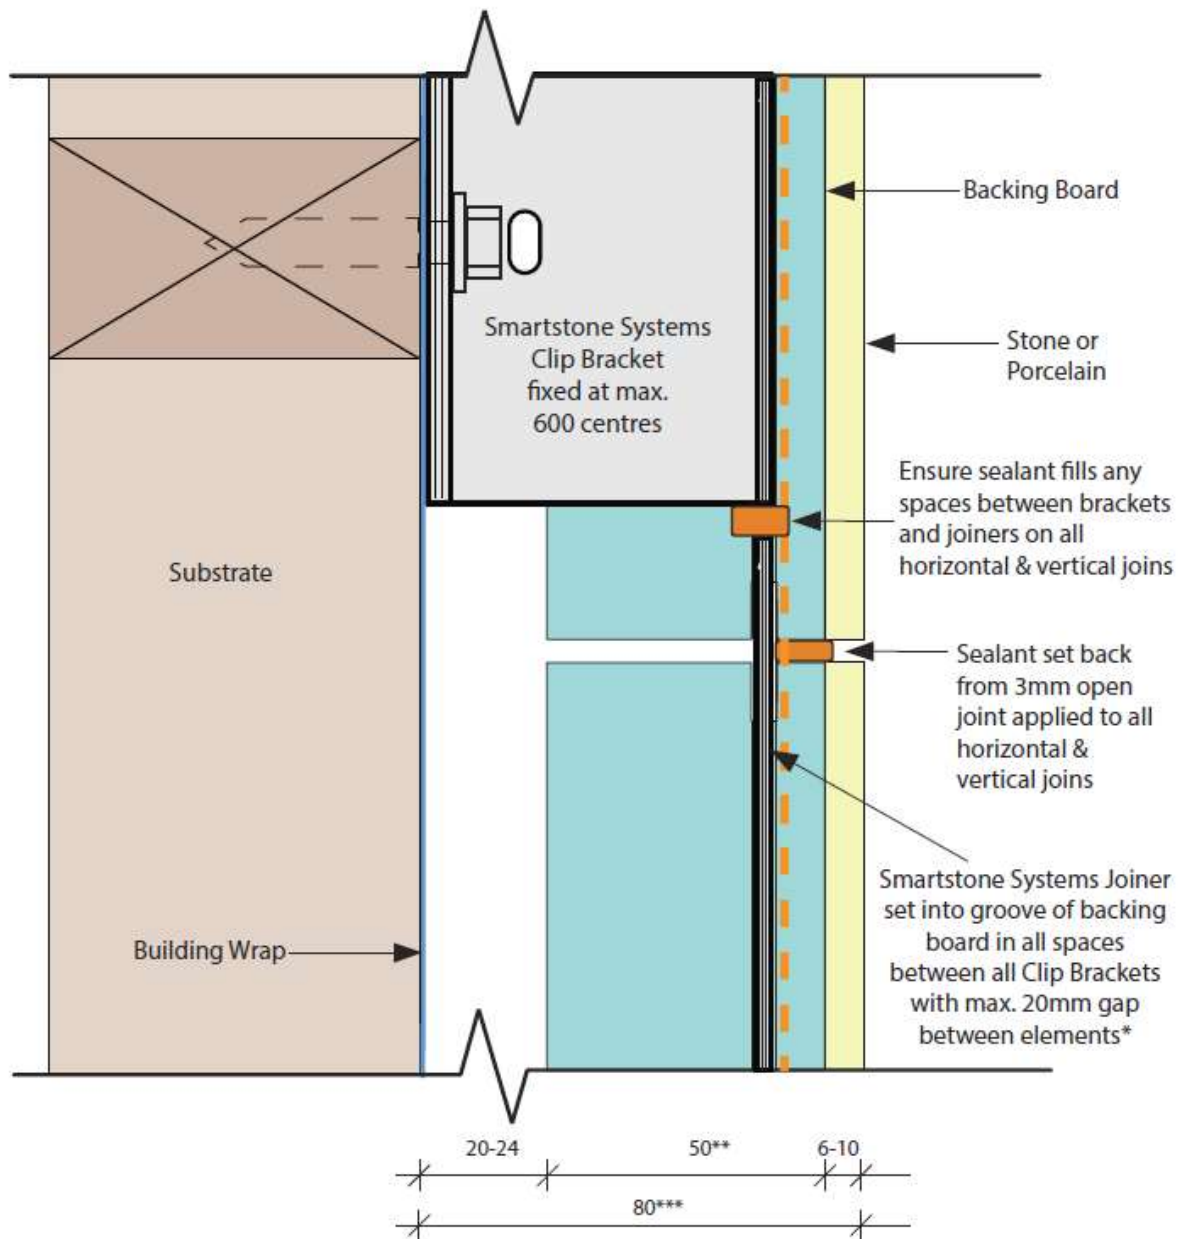 Backing Board
Smartstone Systems
Clip Bracket
fixed at max.
600 centres
Stone or
Porcelain
Ensure sealant fills any
spaces between brackets
and joiners on all
horizontal & vertical joins
Substrate
Sealant set back
from 3mm open
joint applied to all
horizontal &
vertical joins
Smartstone Systems Joiner
set into groove of backing
board in all spaces
between all Clip Brackets
with max. 20mm gap
between elements*
Building Wrap
20-24 50** 6-10
80***